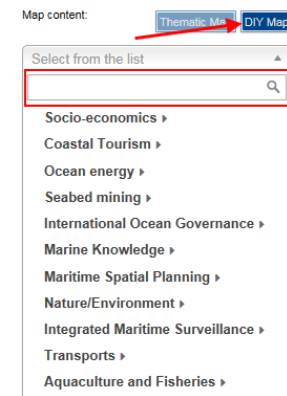 Map content:
Thematic Map DIY Map
Select from the list
Socio-economics
Coastal Tourism
Ocean energy
Seabed mining
International Ocean Governance
Marine Knowledge
Maritime Spatial Planning
Nature/Environment
Integrated Maritime Surveillance
Transports
Aquaculture and Fisheries